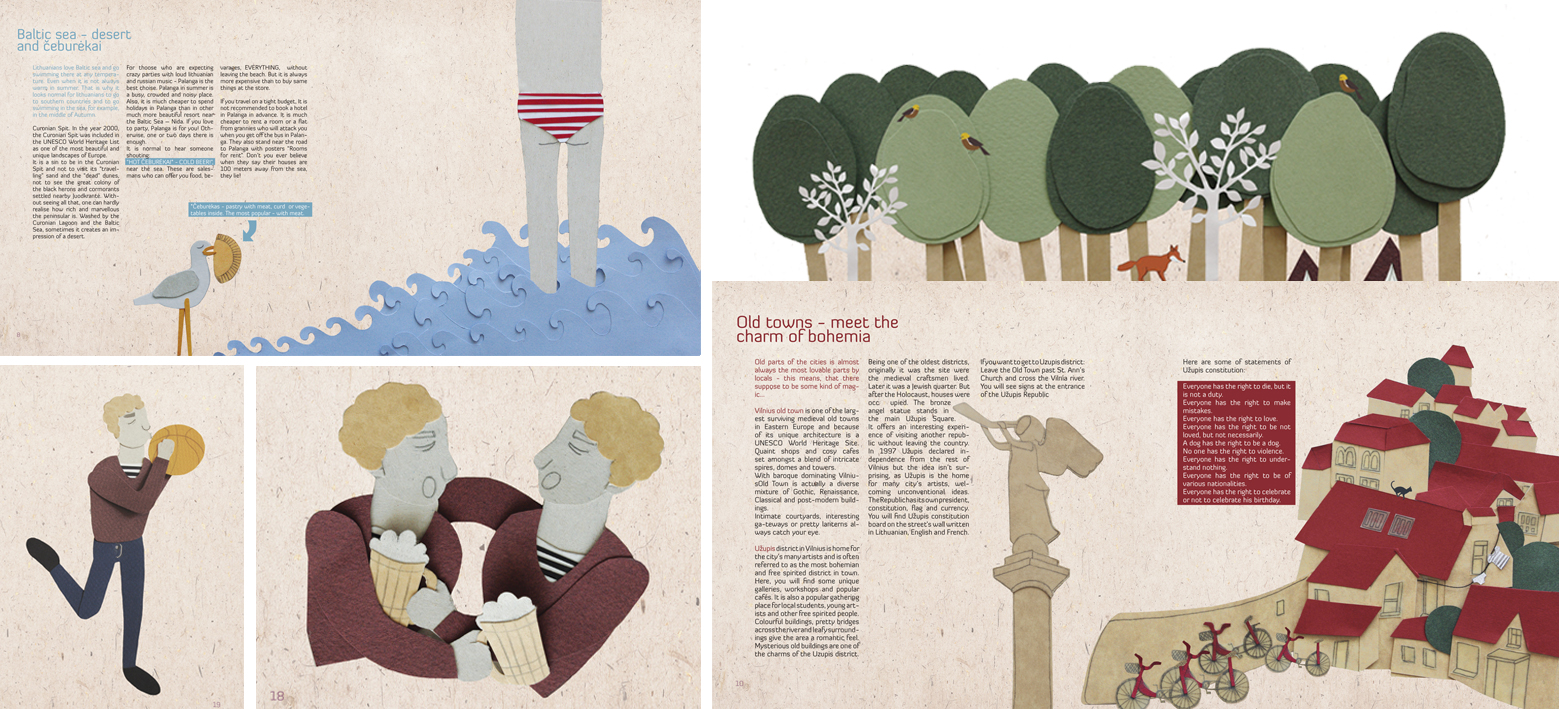 Baltic sea - desert
and čeburėkai
Lithuanians love Baltic sea and go
swimming there at any tempera-
ture. Even when it is not always
warm in summer. That is why it
looks normal for lithuanians to go
to southern countries and to go
swimming in the sea, for example,
in the middle of Autumn.
Curonian Spit. In the year 2000,
the Curonian Spit was included in
the UNESCO World Heritage List
as one of the most beautiful and
unique landscapes of Europe.
It is a sin to be in the Curonian
Spit and not to visit its "travel-
ling" sand and the "dead" dunes,
not to see the great colony of
the black herons and cormorants
settled nearby Juodkrantė. With-
out seeing all that, one can hardly
realise how rich and marvellous
the peninsular is. Washed by the
Curonian Lagoon and the Baltic
Sea, sometimes it creates an im-
pression of a desert.
For those who are expecting
crazy parties with loud lithuanian
and russian music - Palanga is the
best choise. Palanga in summer is
a busy, crowded and noisy place.
Also, it is much cheaper to spend
holidays in Palanga than in other
much more beautiful resort near
the Baltic Sea – Nida. If you love
to party, Palanga is for you! Oth-
erwise, one or two days there is
enough.
It is normal to hear someone
shouting:
"HOT ČEBURĖKAI" - COLD BEER!"
near the sea. These are sales-
mans who can offer you food, be-
varages, EVERYTHING, without
leaving the beach. But it is always
more expensive than to buy same
things at the store.
If you travel on a tight budget, It is
not recommended to book a hotel
in Palanga in advance. It is much
cheaper to rent a room or a flat
from grannies who will attack you
when you get off the bus in Palan-
ga. They also stand near the road
to Palanga with posters "Rooms
for rent". Don't you ever believe
when they say their houses are
100 meters away from the sea,
they lie!
*Čeburėkas - pastry with meat, curd or vege-
tables inside. The most popular - with meat.
19
18
Old towns - meet the
charm of bohemia
Old parts of the cities is almost
always the most lovable parts by
locals - this means, that there
suppose to be some kind of mag-
ic...
Vilnius old town is one of the larg-
est surviving medieval old towns
in Eastern Europe and because
of its unique architecture is a
UNESCO World Heritage Site.
Quaint shops and cosy cafes
set amongst a blend of intricate
spires, domes and towers.
With baroque dominating Vilniu-
sOld Town is actually a diverse
mixture of Gothic, Renaissance,
Classical and post-modern build-
ings.
Intimate courtyards, interesting
ga-teways or pretty lanterns al-
ways catch your eye.
Užupis district in Vilnius is home for
the city's many artists and is often
referred to as the most bohemian
and free spirited district in town.
Here, you will find some unique
galleries, workshops and popular
cafés. It is also a popular gathering
place for local students, young art-
ists and other free spirited people.
Colourful buildings, pretty bridges
across the river and leafy surround-
ings give the area a romantic feel.
Mysterious old buildings are one of
the charms of the Užupis district.
Being one of the oldest districts,
originally it was the site were
the medieval craftsmen lived.
Later it was a Jewish quarter. But
after the Holocaust, houses were
occ upied. The bronze
angel statue stands in
the main Užupis Square.
It offers an interesting experi-
ence of visiting another repub-
lic without leaving the country.
In 1997 Užupis declared in-
dependence from the rest of
Vilnius but the idea isn't sur-
prising, as Užupis is the home
for many city's artists, wel-
coming unconventional ideas.
The Republic has its own president,
constitution, flag and currency.
You will find Užupis constitution
board on the street's wall written
in Lithuanian, English and French.
If you want to get to Užupis district:
Leave the Old Town past St. Ann's
Church and cross the Vilnia river.
You will see signs at the entrance
of the Užupis Republic
Here are some of statements of
Užupis constitution:
Everyone has the right to die, but it
is not a duty.
Everyone has the right to make
mistakes.
Everyone has the right to love.
Everyone has the right to be not
loved, but not necessarily.
A dog has the right to be a dog.
No one has the right to violence.
Everyone has the right to under-
stand nothing.
Everyone has the right to be of
various nationalities.
Everyone has the right to celebrate
or not to celebrate his birthday.
10